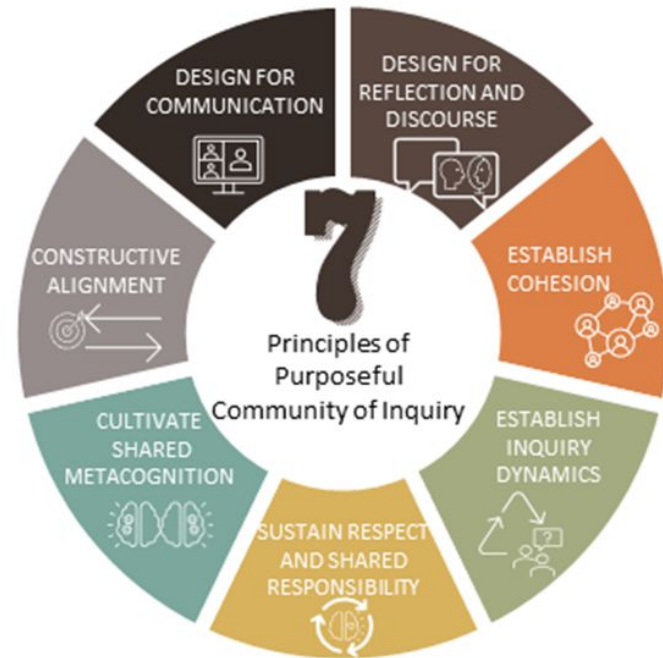 DESIGN FOR
COMMUNICATION
DESIGN FOR
REFLECTION AND
DISCOURSE
ESTABLISH
COHESION
ESTABLISH
INQUIRY
DYNAMICS
SUSTAIN RESPECT
AND SHARED
RESPONSIBILITY
CULTIVATE
SHARED
METACOGNITION
CONSTRUCTIVE
ALIGNMENT
7
Principles of
Purposeful
Community of Inquiry
?